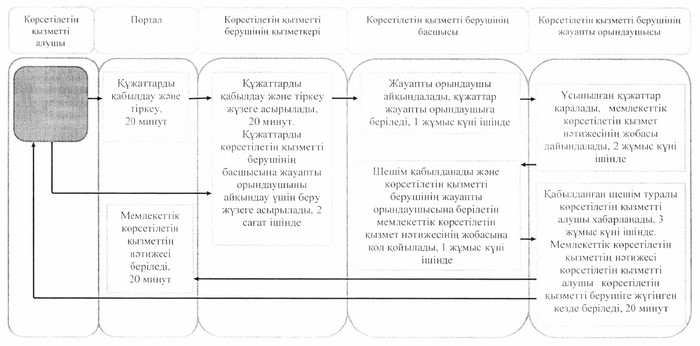 Көрсетілетін қызметті
алушы
Портал
Көрсетілетін қызметті
берушінің қызметкері
Көрсетілетін қызметті берушінің
басшысы
Көрсетілетін қызметті берушінің
жауапты орындаушысы
Құжаттарды
қабылдау және
тіркеу,
20 минут
Мемлекеттік
көрсетілетін
қызметтің
нәтижесі
беріледі,
20 минут
Құжаттарды
қабылдау және тіркеу
жүзеге асырылады,
20 минут.
Құжаттарды
көрсетілетін қызметті
берушінің
басшысына жауапты
орындаушыны
айқындау үшін беру
жүзеге асырылады, 2
сағат ішінде
Жауапты орындаушы
айқындалады, құжаттар
жауапты орындаушыға
беріледі, 1 жұмыс күні ішінде
Шешім қабылданады және
көрсетілетін қызметті
берушінің жауапты
орындаушысына берілетін
мемлекеттік көрсетілетін
қызмет нәтижесінің жобасына
қол қойылады, 1 жұмыс күні
ішінде
Ұсынылған құжаттар
қаралады, мемлекеттік
көрсетілетін қызмет
нәтижесінің жобасы
дайындалады, 2 жұмыс күні
ішінде
Қабылданған шешім туралы
көрсетілетін қызметті
алушы хабарланады, 3
жұмыс күні ішінде.
Мемлекеттік көрсетілетін
қызметтің нәтижесі
көрсетілетін қызметті
алушы көрсетілетін
қызметті берушіге жүгінген
кезде беріледі, 20 минут